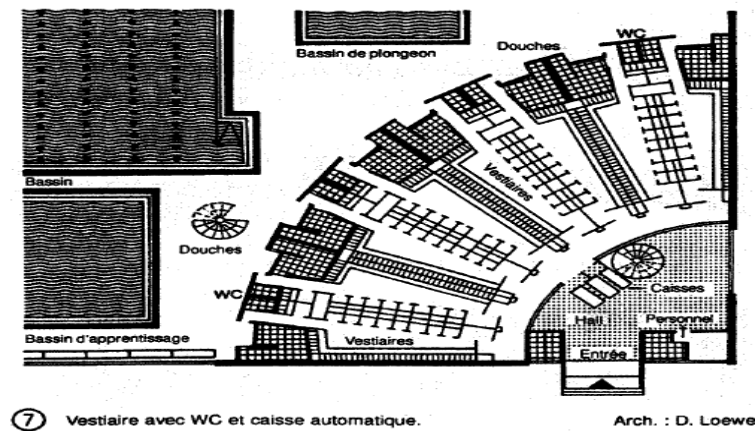 Bassin de plongeon
Douches
WC
Bassin
Vestiaires
Douches
Caisses
WC
Hall
Personnel
Bassin d'apprentissage
Vestiaires
Entrée
7 Vestiaire avec WC et caisse automatique.
Arch. : D. Loewe